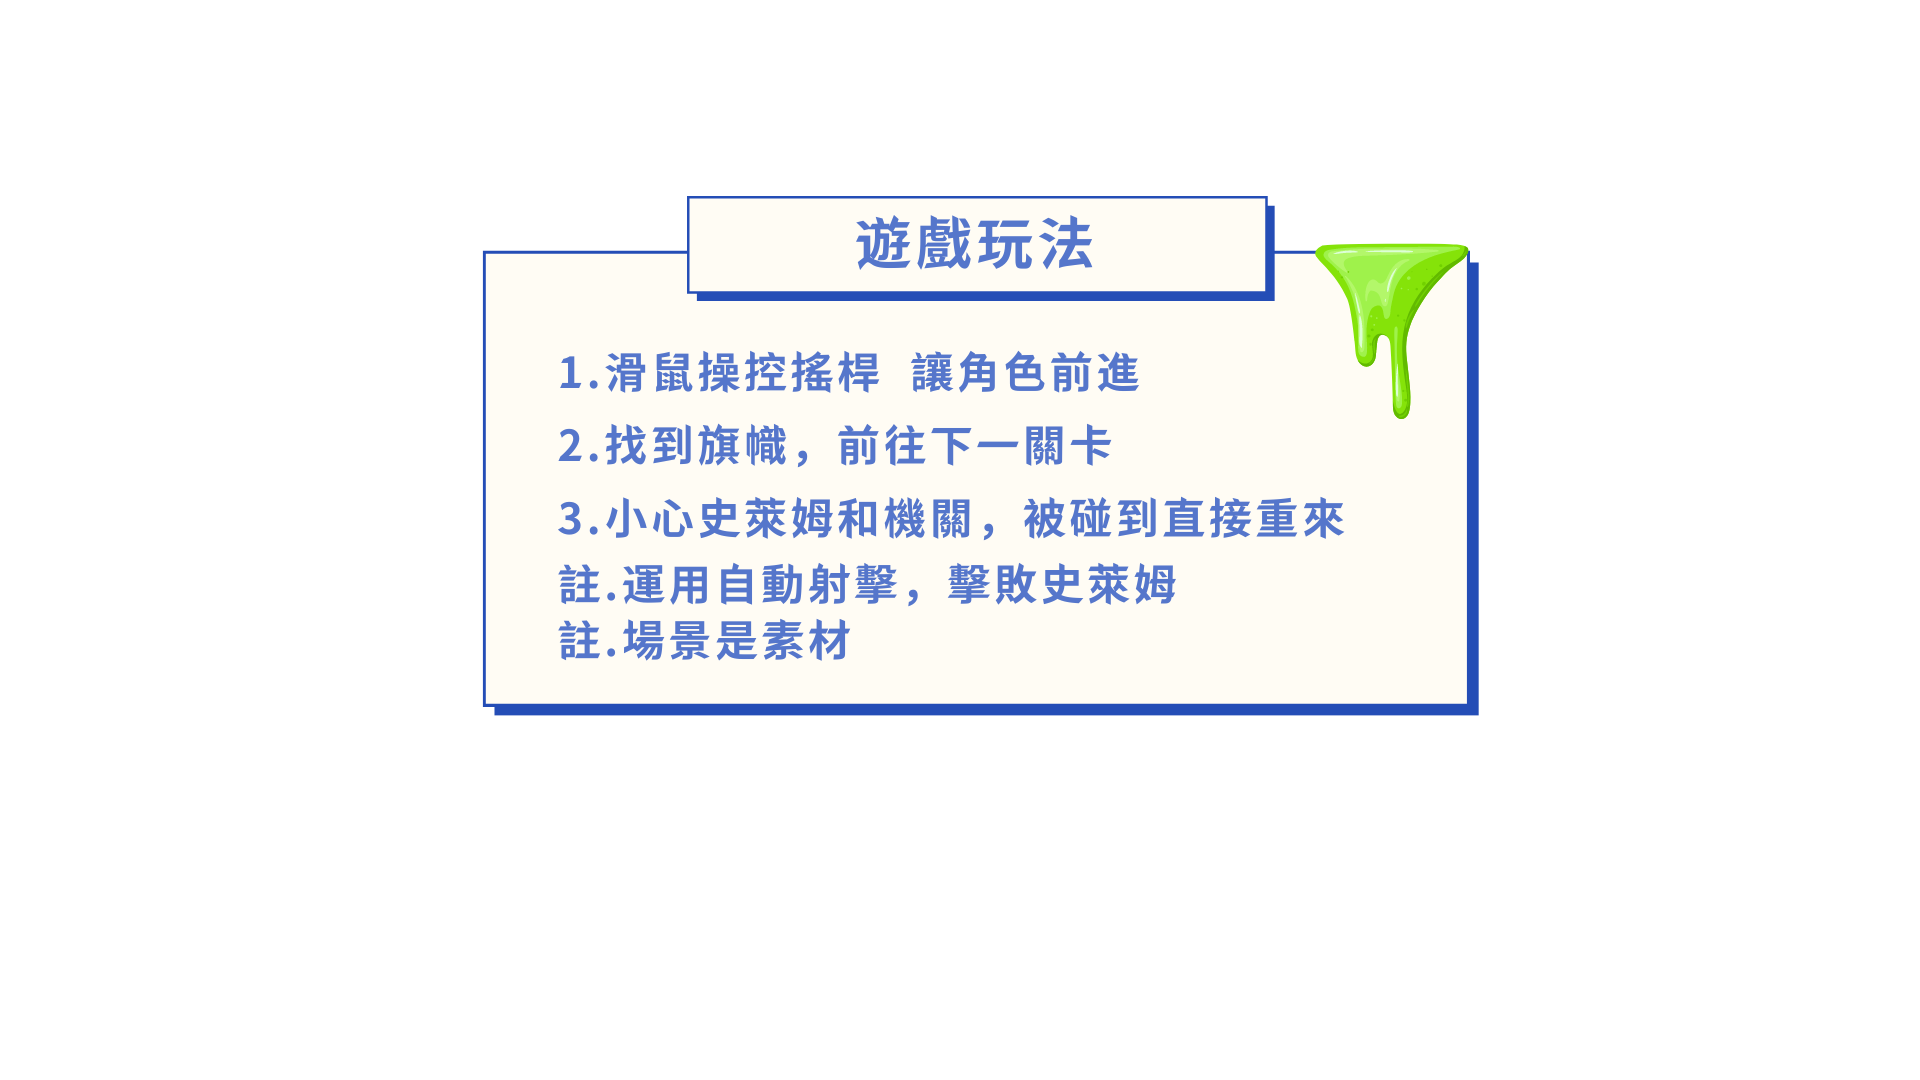 遊戲玩法
1.滑鼠操控搖桿 讓角色前進
2.找到旗幟，前往下一關卡
3.小心史萊姆和機關，被碰到直接重來
註.運用自動射擊，擊敗史萊姆
註.場景是素材